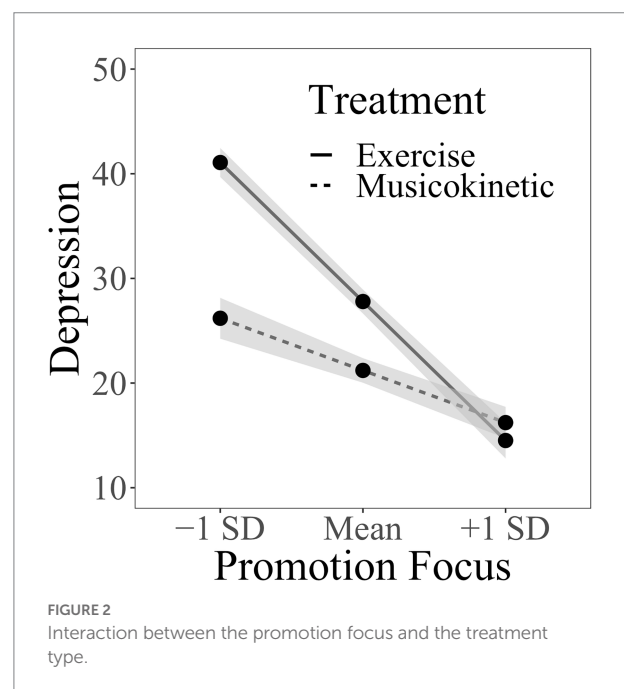 50
40
30
20
10
Depression
Treatment
Exercise
Musicokinetic
−1 SD Mean +1 SD
Promotion Focus
FIGURE 2
Interaction between the promotion focus and the treatment
type.